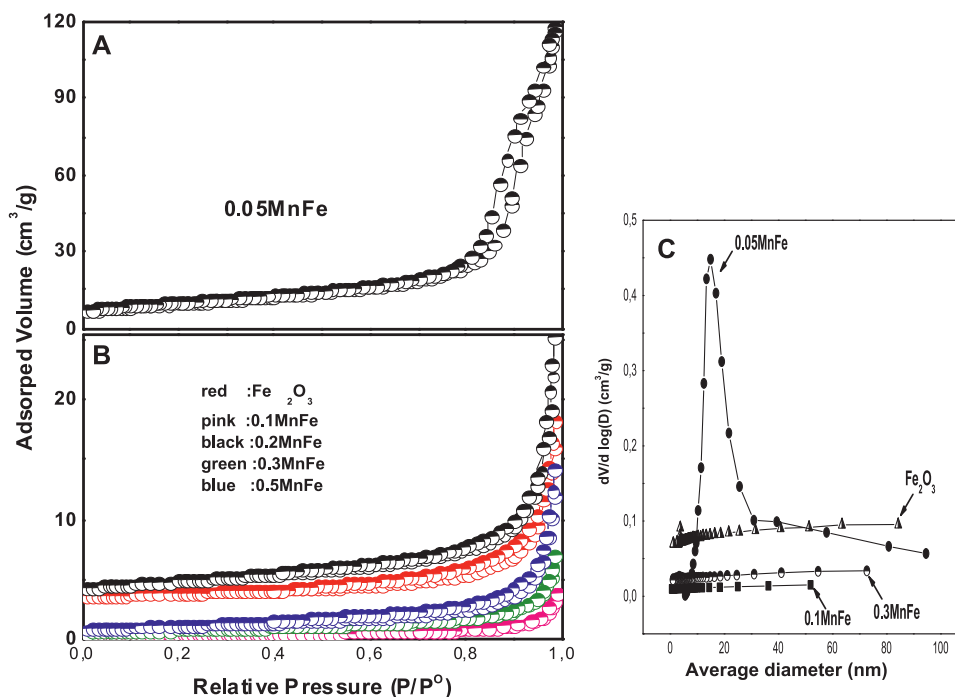 A
0.05MnFe
120
90
60
30
0
B
red :Fe 2O3
pink :0.1MnFe
black :0.2MnFe
green :0.3MnFe
blue :0.5MnFe
20
10
0
0,0 0,2 0,4 0,6 0,8 1,0
Adsorped Volume (cm3/g)
Relative Pressure (P/PO)
C
0.05MnFe
Fe2O3
0.3MnFe
0.1MnFe
0,5
0,4
0,3
0,2
0,1
0,0
0 20 40 60 80 100
dV/d log(D) (cm3/g)
Average diameter (nm)